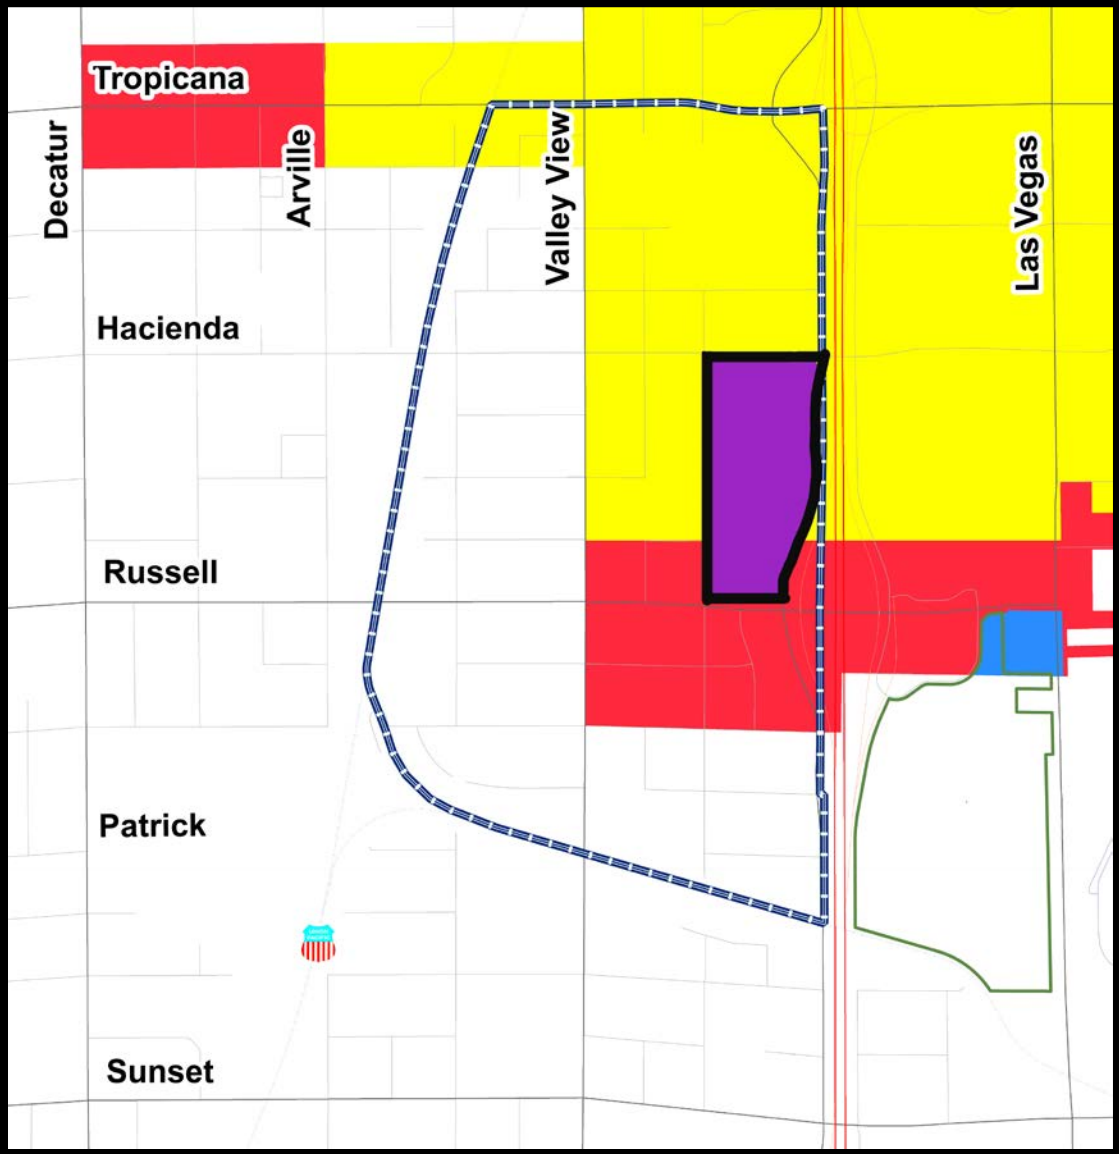 Tropicana
Decatur
Arville
Valley View
Las Vegas
Hacienda
Russell
Patrick
Sunset